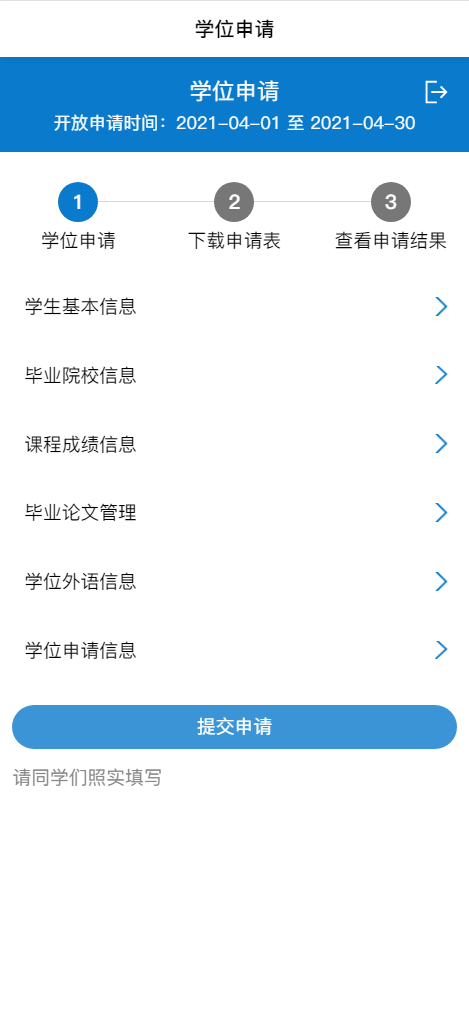 学位申请
学位申请
开放申请时间：2021-04-01 至 2021-04-30
1
2
3
学位申请
下载申请表
查看申请结果
学生基本信息
毕业院校信息
课程成绩信息
毕业论文管理
学位外语信息
学位申请信息
提交申请
请同学们照实填写